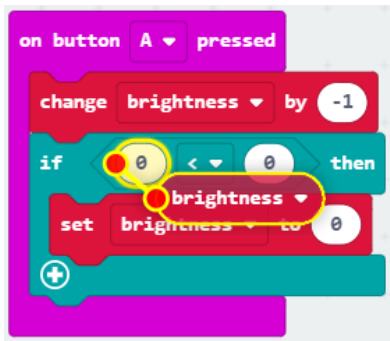 on button A pressed
change brightness by -1
if 0 < 0 then
brightness
set brightness to 0